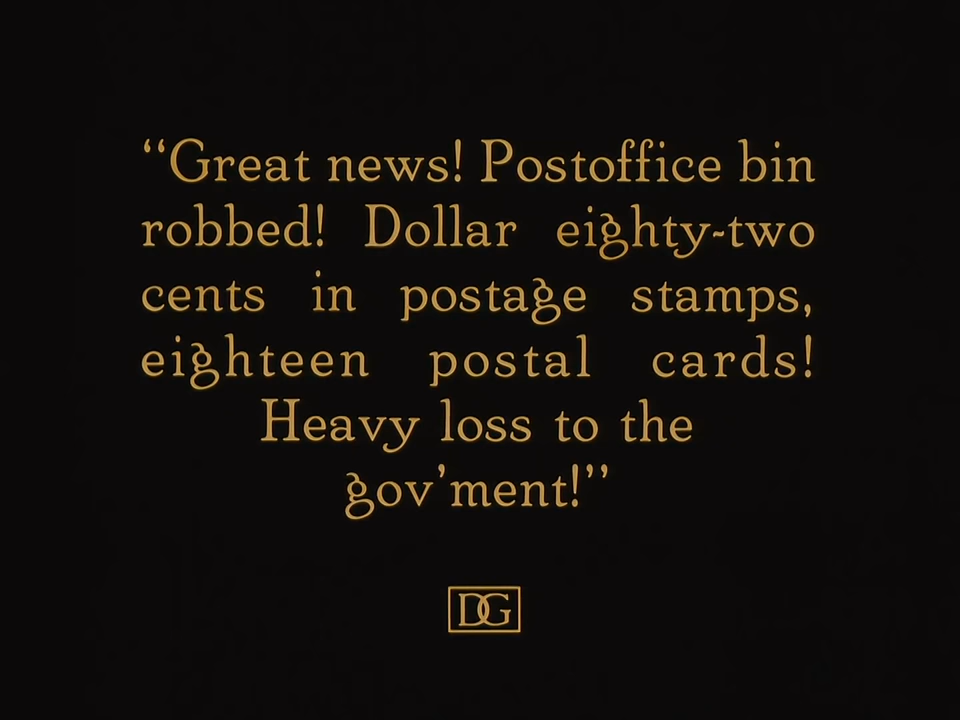 “Great news! Postoffice bin
robbed! Dollar eighty-two
cents in postage stamps,
eighteen postal cards!
Heavy loss to the
gov’ment!”
DG